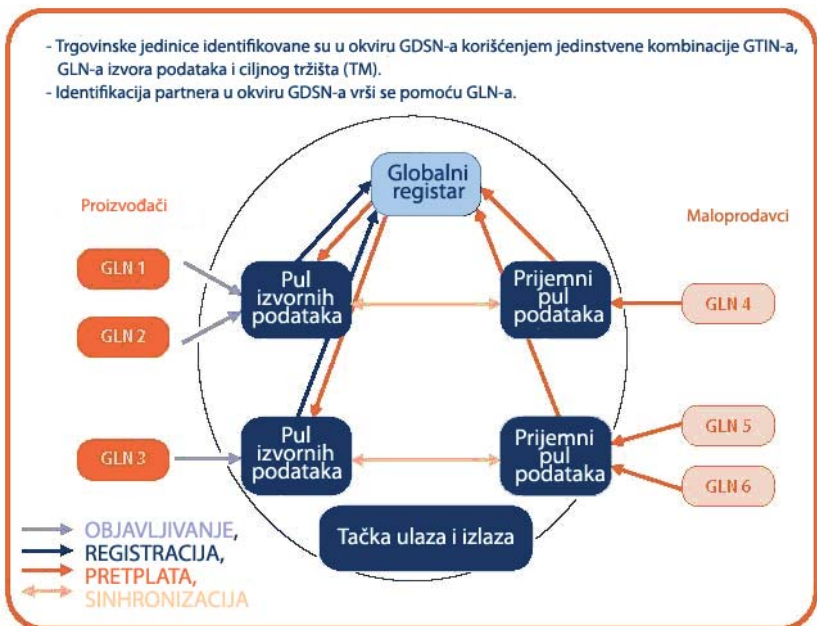 - Trgovinske jedinice identifikovane su u okviru GDSN-a korišćenjem jedinstvene kombinacije GTIN-a,
GLN-a izvora podataka i ciljnog tržišta (TM).
- Identifikacija partnera u okviru GDSN-a vrši se pomoću GLN-a.
Globalni
registar
Proizvođači
Maloprodavci
GLN 1
GLN 2
Pul
izvornih
podataka
Prijemni
pul
podataka
GLN 4
GLN 3
Pul
izvornih
podataka
Prijemni
pul
podataka
GLN 5
GLN 6
Tačka ulaza i izlaza
OBJAVLJIVANJE,
REGISTRACIJA,
PRETPLATA,
SINHRONIZACIJA